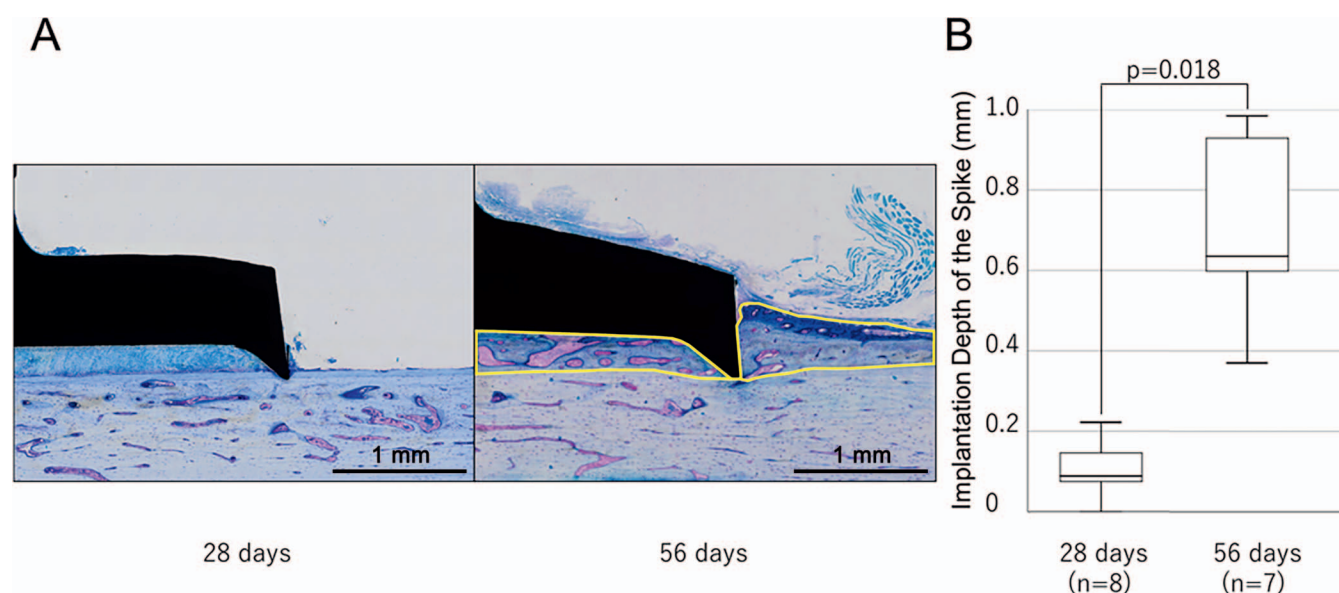 A
1 mm
1 mm
28 days
56 days
B
p=0.018
Implantation Depth of the Spike (mm)
1.0
0.8
0.6
0.4
0.2
0
28 days
(n=8)
56 days
(n=7)